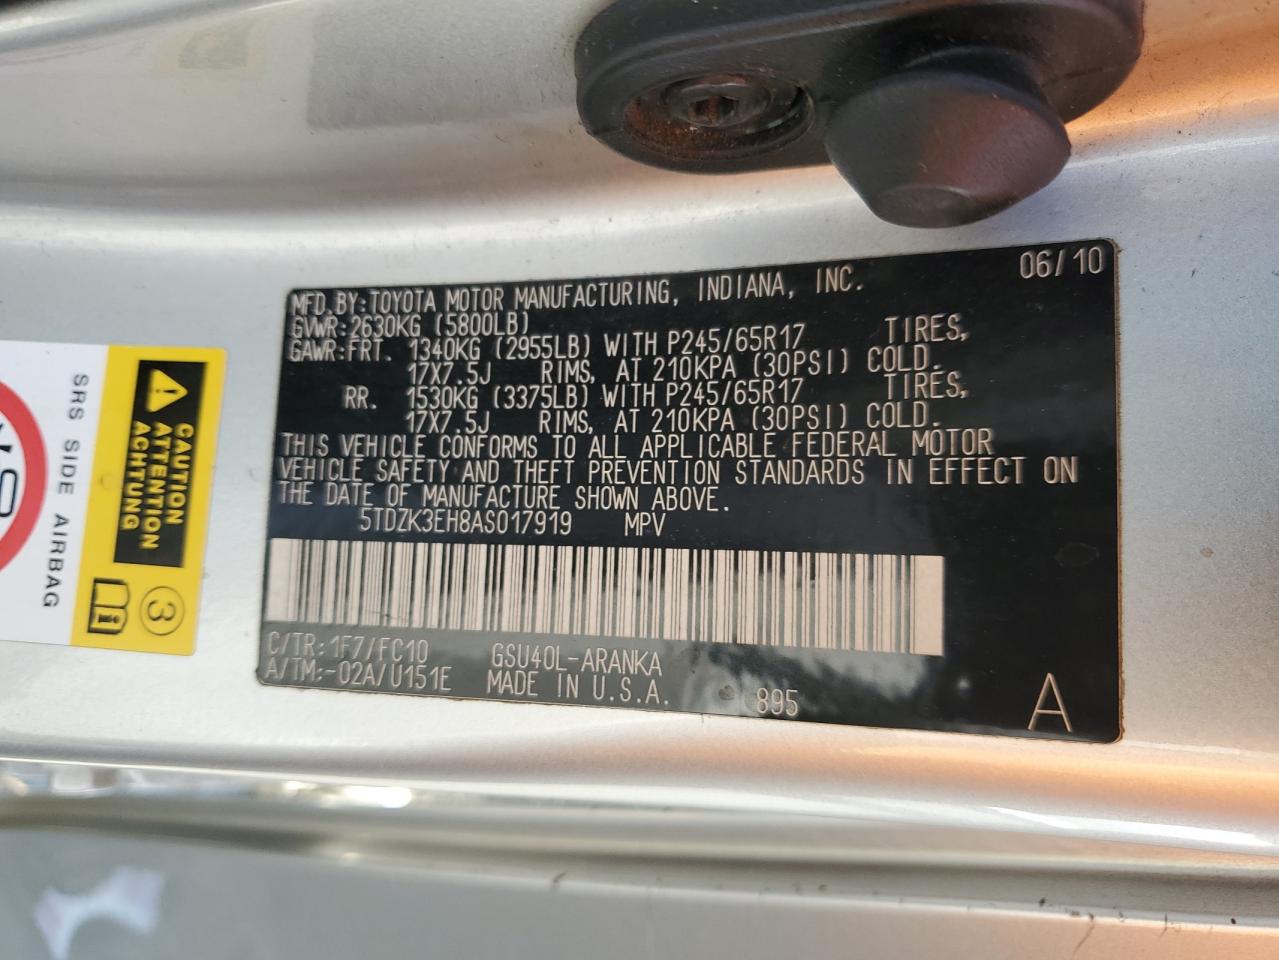 06/10
MFD.BY:TOYOTA MOTOR MANUFACTURING, INDIANA, INC.
GVWR:2630KG (5800LB)
GAWR:FRT. 1340KG (2955LB) WITH P245/65R17 TIRES,
17X7.5J RIMS, AT 210KPA (30PSI) COLD.
RR. 1530KG (3375LB) WITH P245/65R17 TIRES,
17X7.5J RIMS, AT 210KPA (30PSI) COLD.
THIS VEHICLE CONFORMS TO ALL APPLICABLE FEDERAL MOTOR
VEHICLE SAFETY AND THEFT PREVENTION STANDARDS IN EFFECT ON
THE DATE OF MANUFACTURE SHOWN ABOVE.
5TDZK3EH8AS017919 MPV
C/TR:1F7/FC10 GSU40L-ARANKA
A/TM:-02A/U151E MADE IN U.S.A. 895
A
CAUTION
ATTENTION
ACHTUNG
3
SRS SIDE AIRBAG